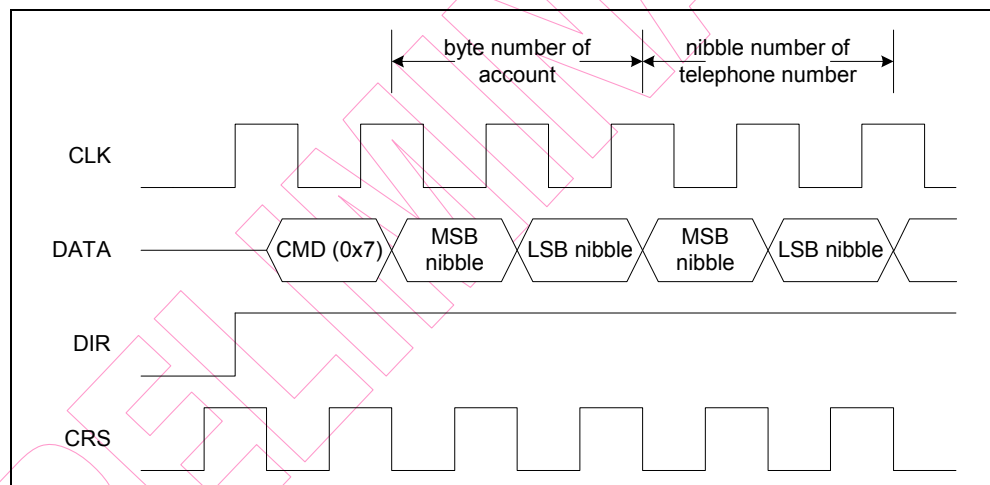 byte number of
account
nibble number of
telephone number
CLK
DATA
CMD (0x7)
MSB
nibble
LSB nibble
MSB
nibble
LSB nibble
DIR
CRS